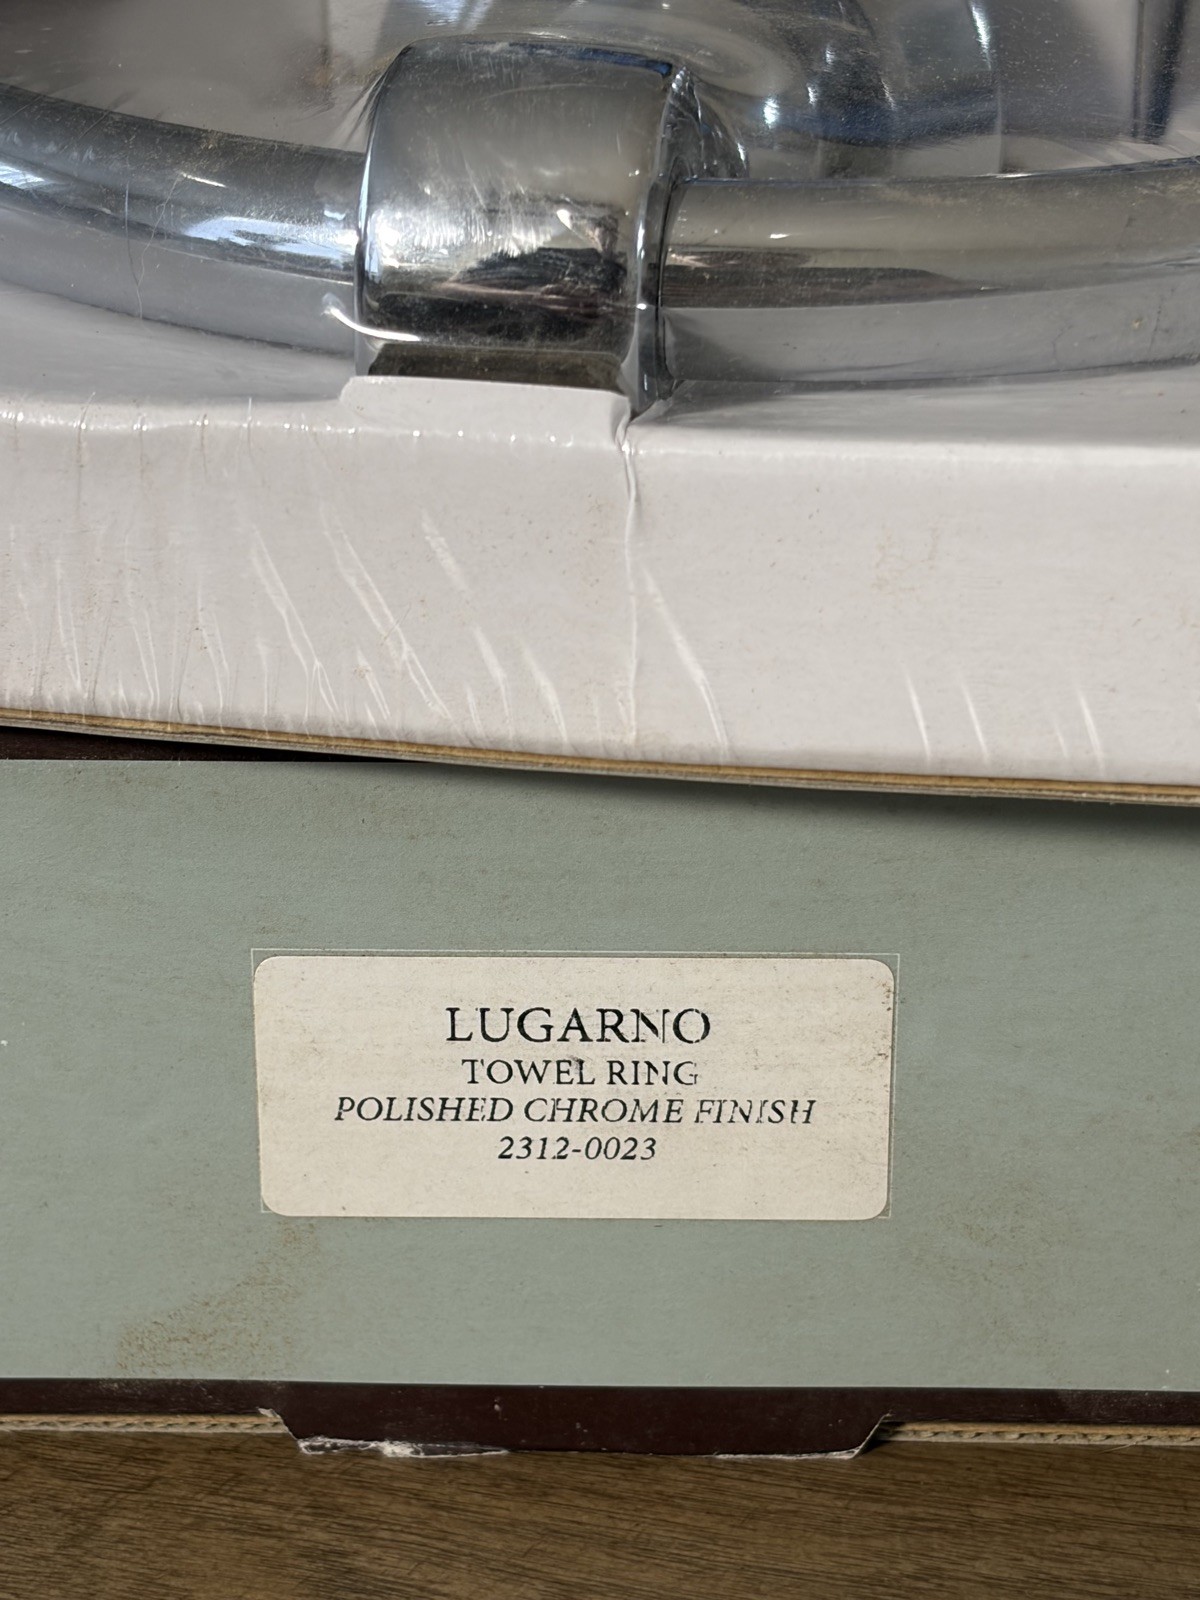 LUGARNO
TOWEL RING
POLISHED CHROME FINISH
2312-0023